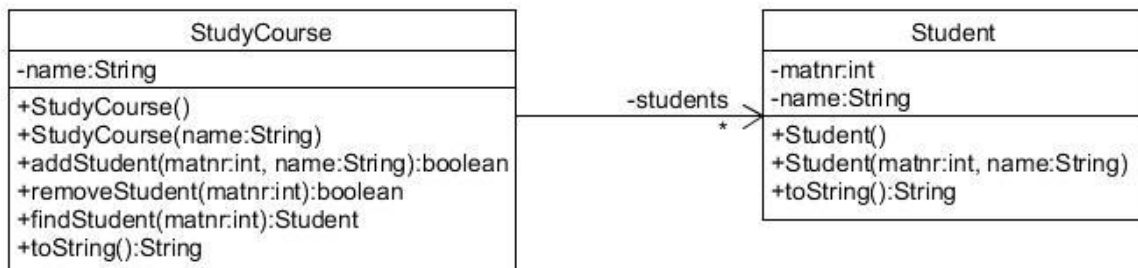 StudyCourse
-name:String
+StudyCourse()
+StudyCourse(name:String)
+addStudent(matnr:int, name:String):boolean
+removeStudent(matnr:int):boolean
+findStudent(matnr:int):Student
+toString():String
-students
*
Student
-matnr:int
-name:String
+Student()
+Student(matnr:int, name:String)
+toString():String